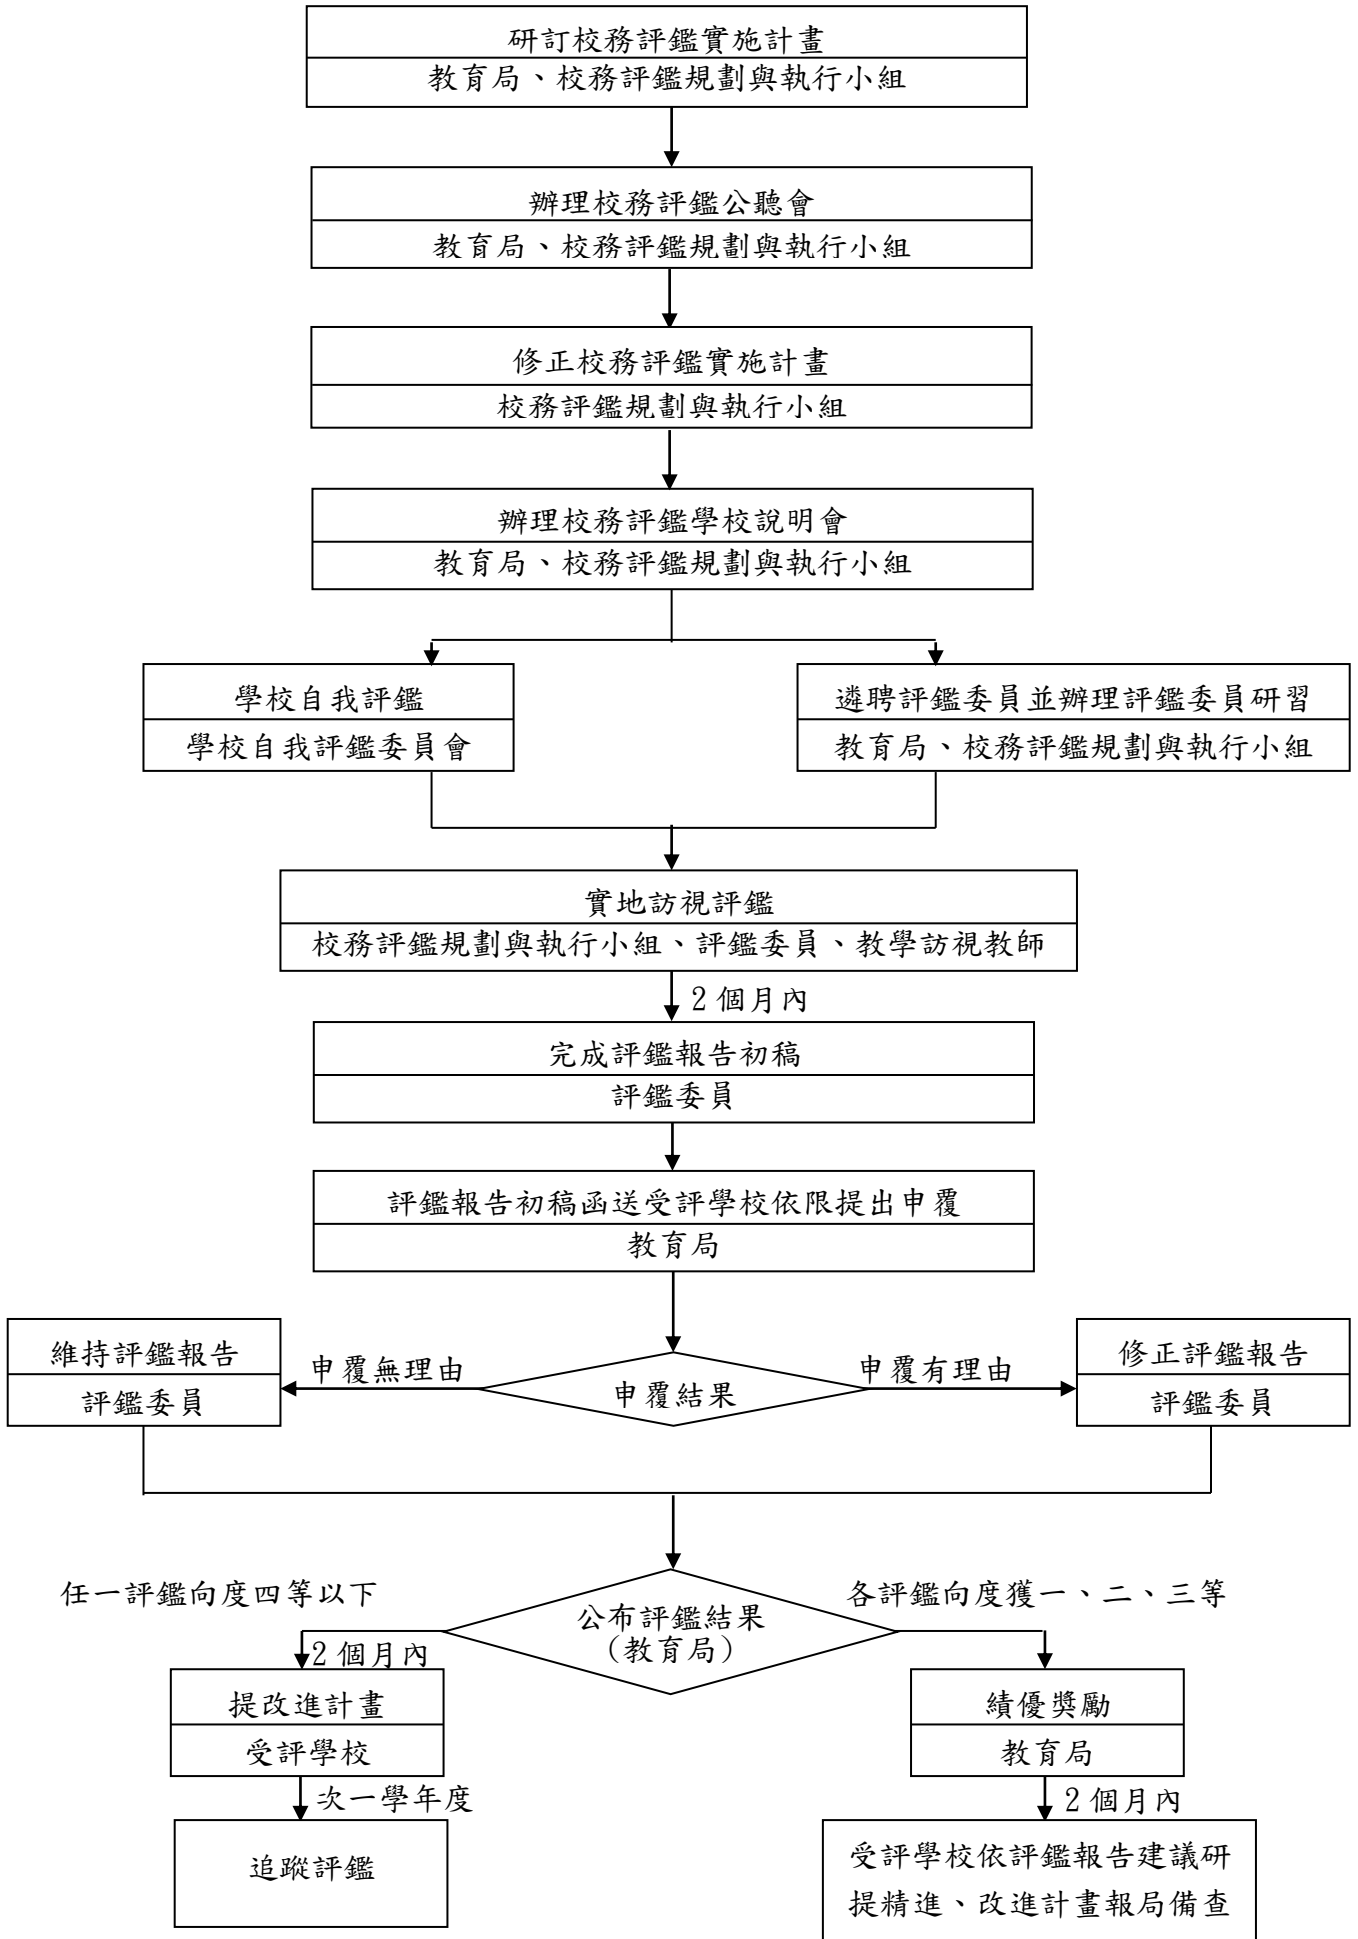 研訂校務評鑑實施計畫
教育局、校務評鑑規劃與執行小組
辦理校務評鑑公聽會
教育局、校務評鑑規劃與執行小組
修正校務評鑑實施計畫
校務評鑑規劃與執行小組
辦理校務評鑑學校說明會
教育局、校務評鑑規劃與執行小組
學校自我評鑑
學校自我評鑑委員會
遴聘評鑑委員並辦理評鑑委員研習
教育局、校務評鑑規劃與執行小組
實地訪視評鑑
校務評鑑規劃與執行小組、評鑑委員、教學訪視教師
2 個月內
完成評鑑報告初稿
評鑑委員
評鑑報告初稿函送受評學校依限提出申覆
教育局
維持評鑑報告
評鑑委員
申覆無理由
申覆結果
申覆有理由
修正評鑑報告
評鑑委員
任一評鑑向度四等以下
公布評鑑結果
（教育局）
各評鑑向度獲一、二、三等
2 個月內
提改進計畫
受評學校
次一學年度
追蹤評鑑
績優獎勵
教育局
2 個月內
受評學校依評鑑報告建議研
提精進、改進計畫報局備查